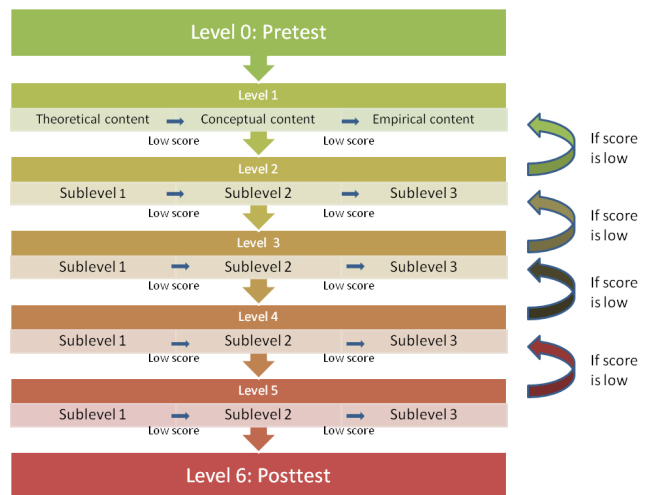 Level 0: Pretest
Level 1
Theoretical content Conceptual content Empirical content
Low score Low score
If score
is low
Level 2
Sublevel 1 Sublevel 2 Sublevel 3
Low score Low score
If score
is low
Level 3
Sublevel 1 Sublevel 2 Sublevel 3
Low score Low score
If score
is low
Level 4
Sublevel 1 Sublevel 2 Sublevel 3
Low score Low score
If score
is low
Level 5
Sublevel 1 Sublevel 2 Sublevel 3
Low score Low score
Level 6: Posttest